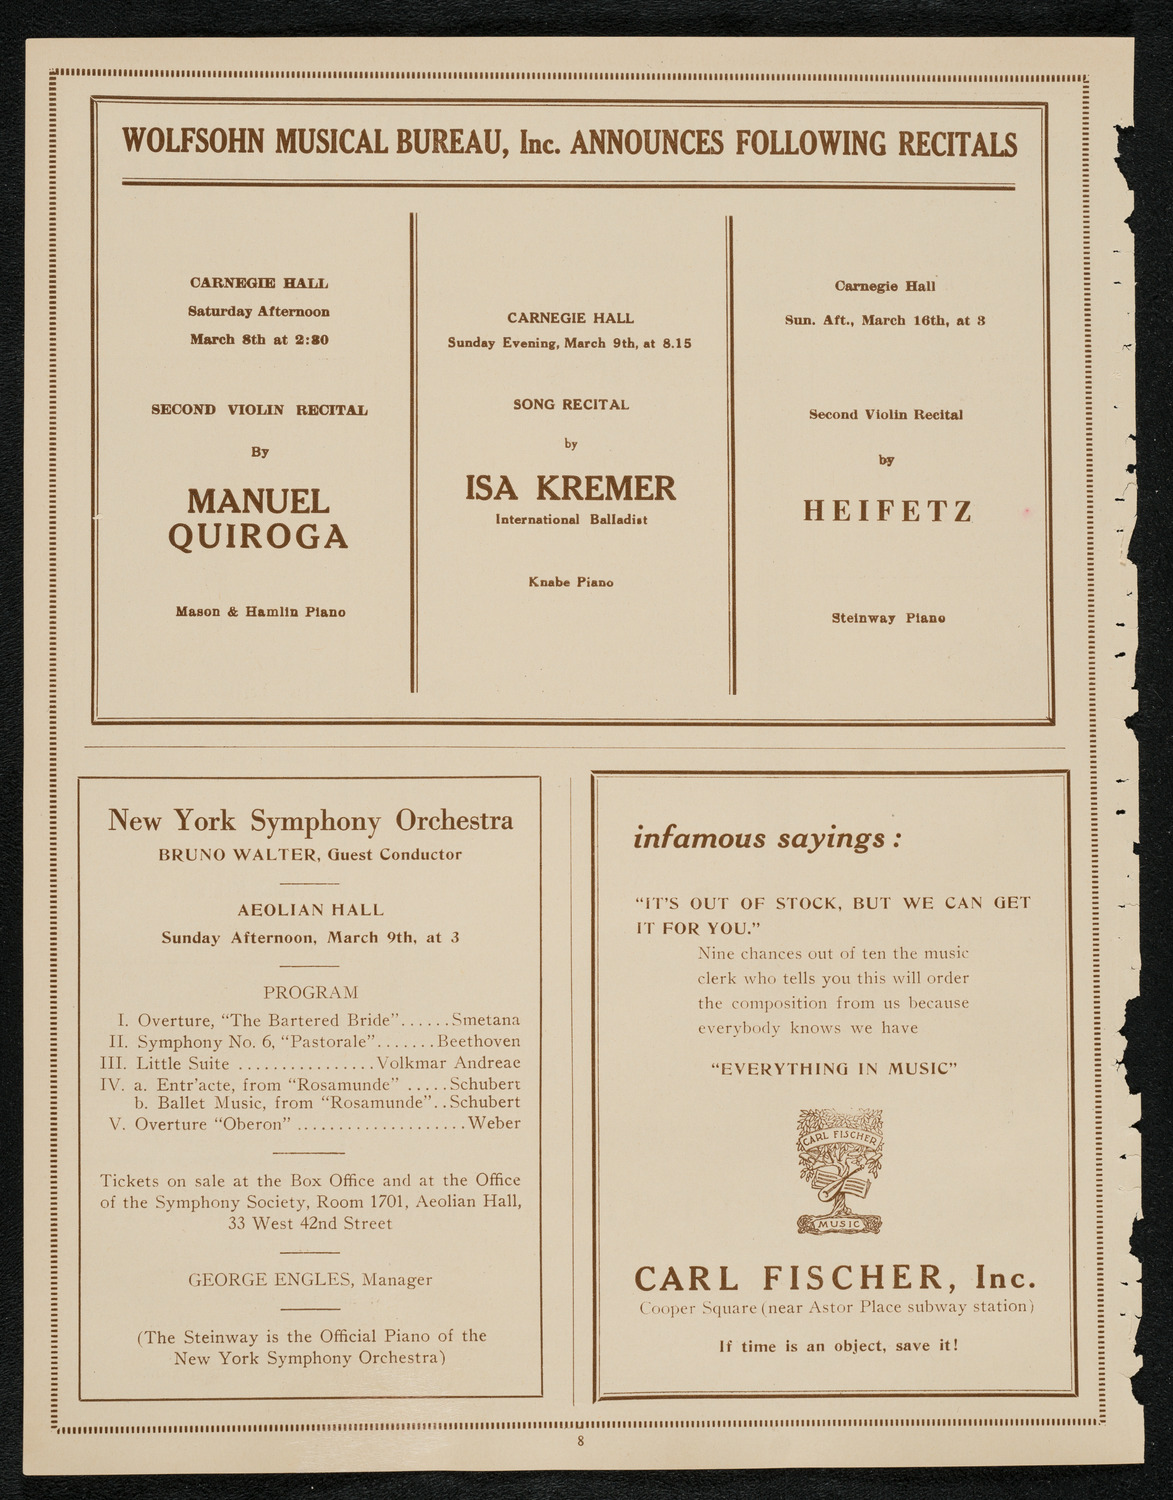 WOLFSOHN MUSICAL BUREAU, Inc. ANNOUNCES FOLLOWING RECITALS
CARNEGIE HALL
Saturday Afternoon
March 8th at 2:30
SECOND VIOLIN RECITAL
By
MANUEL
QUIROGA
Mason & Hamlin Piano
CARNEGIE HALL
Sunday Evening, March 9th, at 8.15
SONG RECITAL
by
ISA KREMER
International Balladist
Knabe Piano
Carnegie Hall
Sun. Aft., March 16th, at 3
Second Violin Recital
by
HEIFETZ
Steinway Piano
New York Symphony Orchestra
BRUNO WALTER, Guest Conductor
AEOLIAN HALL
Sunday Afternoon, March 9th, at 3
PROGRAM
I. Overture, “The Bartered Bride”......Smetana
II. Symphony No. 6, “Pastorale”.......Beethoven
III. Little Suite ................Volkmar Andreae
IV. a. Entr'acte, from “Rosamunde” .....Schubert
b. Ballet Music, from “Rosamunde”..Schubert
V. Overture “Oberon” ....................Weber
Tickets on sale at the Box Office and at the Office
of the Symphony Society, Room 1701, Aeolian Hall,
33 West 42nd Street
GEORGE ENGLES, Manager
(The Steinway is the Official Piano of the
New York Symphony Orchestra)
infamous sayings :
“IT'S OUT OF STOCK, BUT WE CAN GET
IT FOR YOU.”
Nine chances out of ten the music
clerk who tells you this will order
the composition from us because
everybody knows we have
“EVERYTHING IN MUSIC”
CARL FISCHER
MUSIC
CARL FISCHER, Inc.
Cooper Square (near Astor Place subway station)
If time is an object, save it!
8